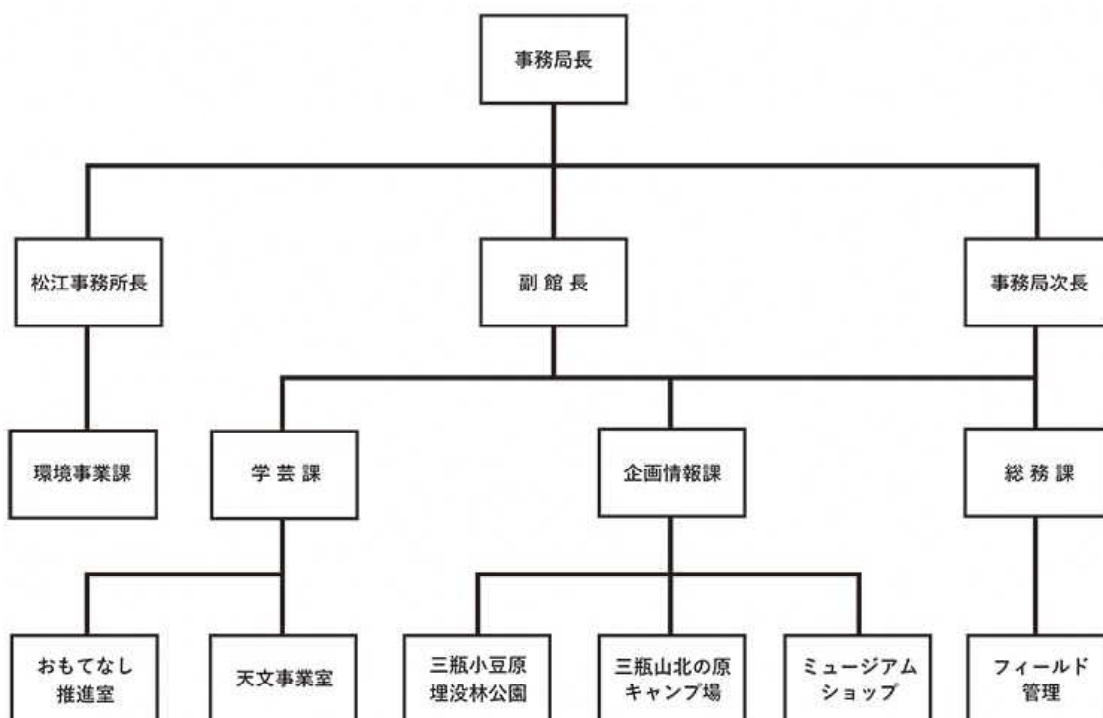 事務局長
松江事務所長
副 館 長
事務局次長
環境事業課
学 芸 課
企画情報課
総 務 課
おもてなし
推進室
天文事業室
三瓶小豆原
埋没林公園
三瓶山北の原
キャンプ場
ミュージアム
ショップ
フィールド
管理